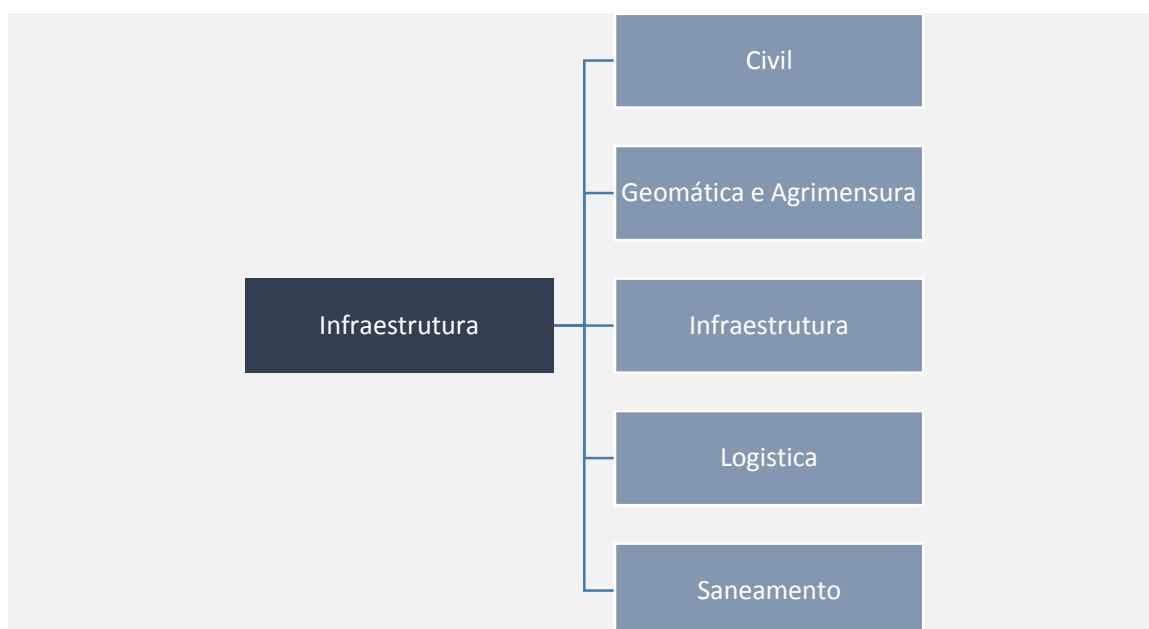 Civil
Geomática e Agrimensura
Infraestrutura
Infraestrutura
Logistica
Saneamento